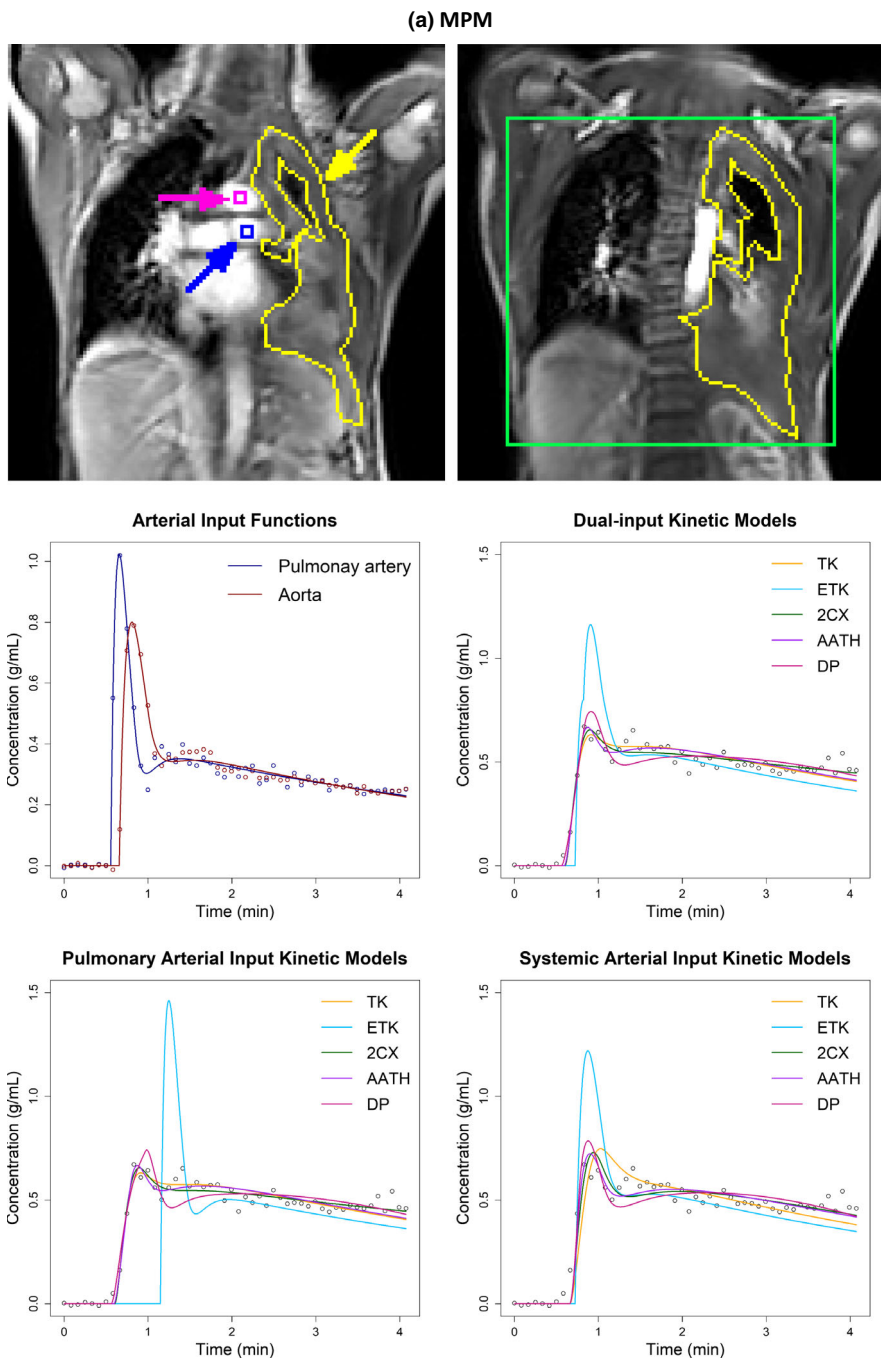 (a) MPM
Arterial Input Functions
Concentration (g/mL)
1.0
0.8
0.6
0.4
0.2
0.0
Pulmonay artery
Aorta
0 1 2 3 4
Time (min)
Dual-input Kinetic Models
Concentration (g/mL)
1.5
1.0
0.5
0.0
TK
ETK
2CX
AATH
DP
0 1 2 3 4
Time (min)
Pulmonary Arterial Input Kinetic Models
Concentration (g/mL)
1.5
1.0
0.5
0.0
TK
ETK
2CX
AATH
DP
0 1 2 3 4
Time (min)
Systemic Arterial Input Kinetic Models
Concentration (g/mL)
1.5
1.0
0.5
0.0
TK
ETK
2CX
AATH
DP
0 1 2 3 4
Time (min)